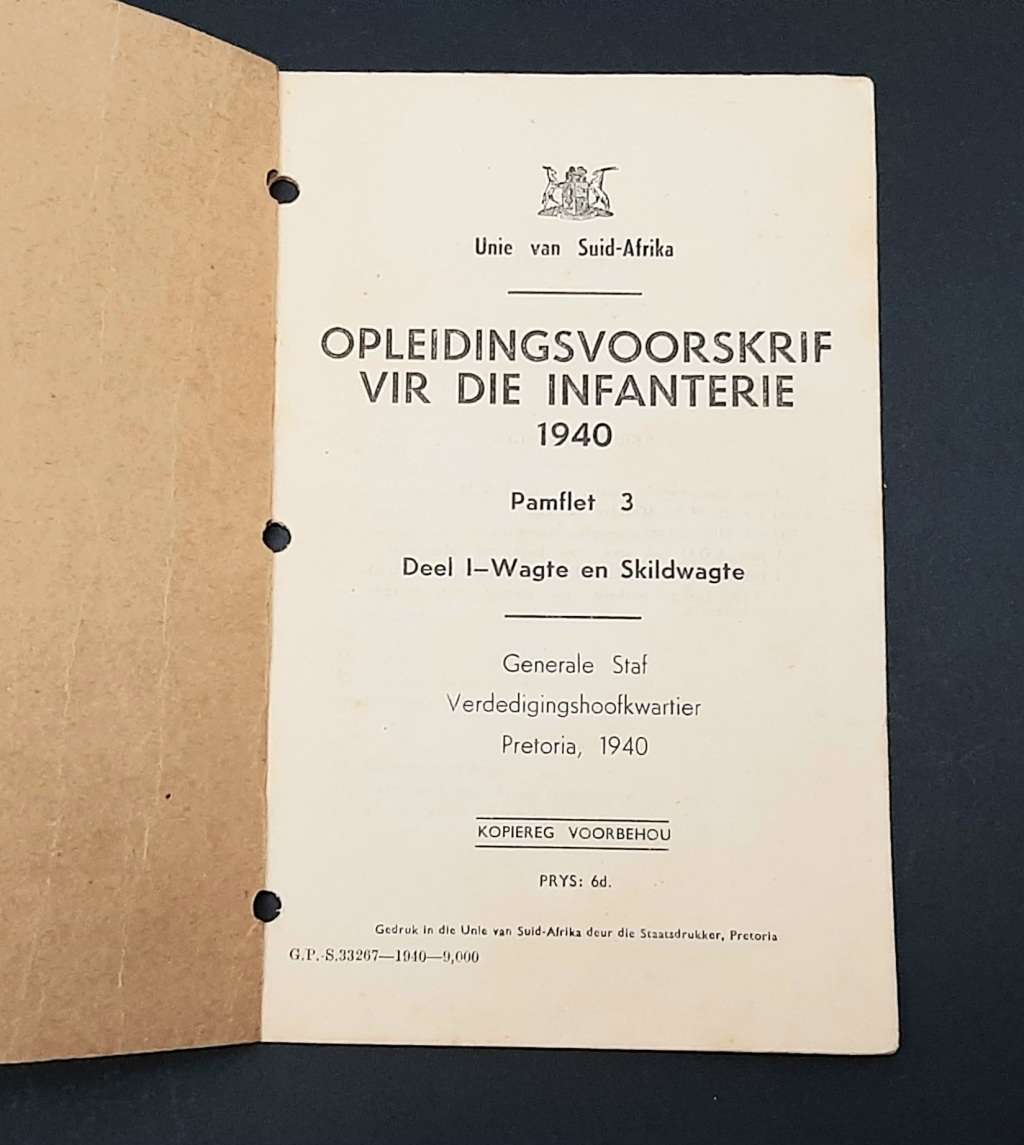 Unie van Suid-Afrika
OPLEIDINGSVOORSKRIF
VIR DIE INFANTERIE
1940
Pamflet 3
Deel I—Wagte en Skildwagte
Generale Staf
Verdedigingshoofkwartier
Pretoria, 1940
KOPIEREG VOORBEHOU
PRYS: 6d.
Gedruk in die Unie van Suid-Afrika deur die Staatsdrukker, Pretoria
G.P.-S.33267—1940—9,000